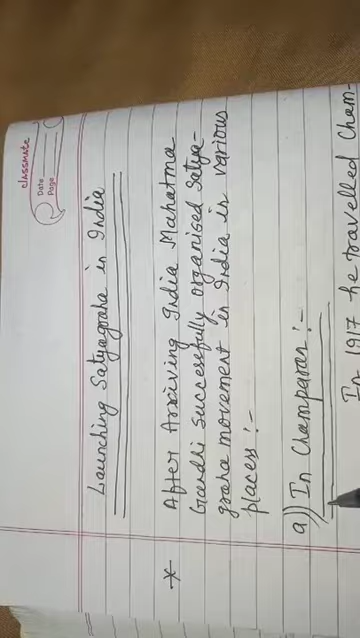 classmate
Date
Page
Launching Satyagraha in India
* After Arriving India Mahatma
Gandhi successfully organised Satya-
graha movement in India is various
places :-
a)) In Champaran :-
In 1917 he travelled Cham-